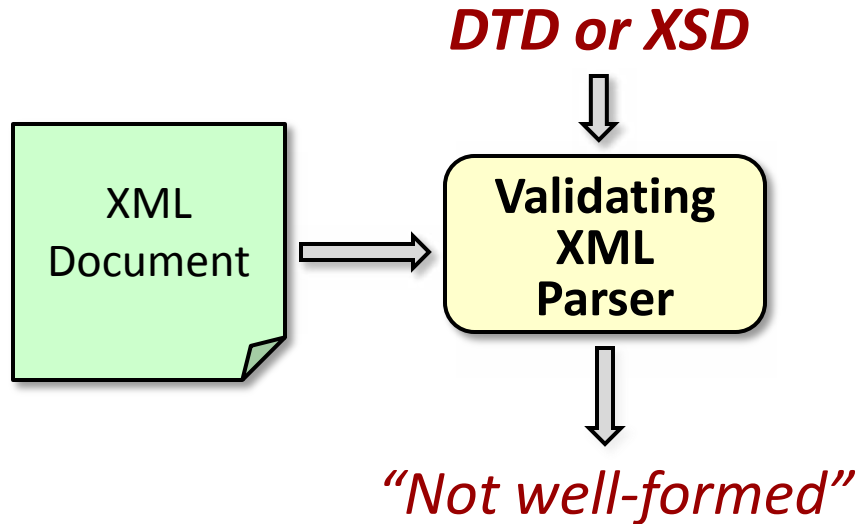 DTD or XSD
XML
Document
Validating
XML
Parser
“Not well-formed”